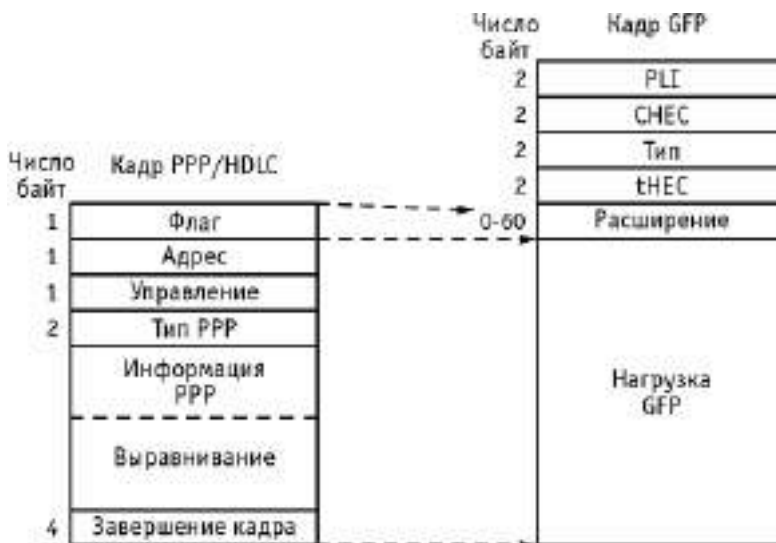 Число
байт
Кадр GFP
2 PLI
2 CHEC
2 Тип
2 tHEC
0-60 Расширение
Нагрузка
GFP
Число
байт
Кадр PPP/HDLC
1 Флаг
1 Адрес
1 Управление
2 Тип PPP
Информация
PPP
Выравнивание
4 Завершение кадра